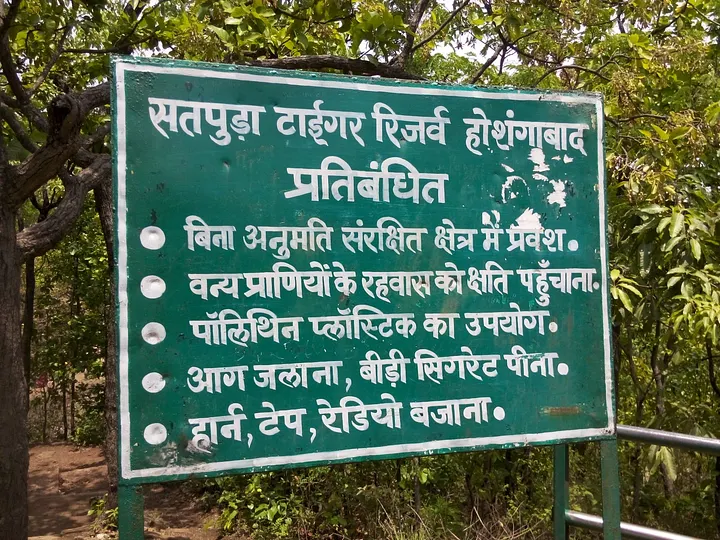 सतपुड़ा टाईगर रिजर्व होशंगाबाद
प्रतिबंधित
बिना अनुमति संरक्षित क्षेत्र में प्रवेश.
वन्य प्राणियों के रहवास को क्षति पहुँचाना.
पॉलिथिन प्लॉस्टिक का उपयोग.
आग जलाना, बीड़ी सिगरेट पीना.
हार्न, टेप, रेडियो बजाना.